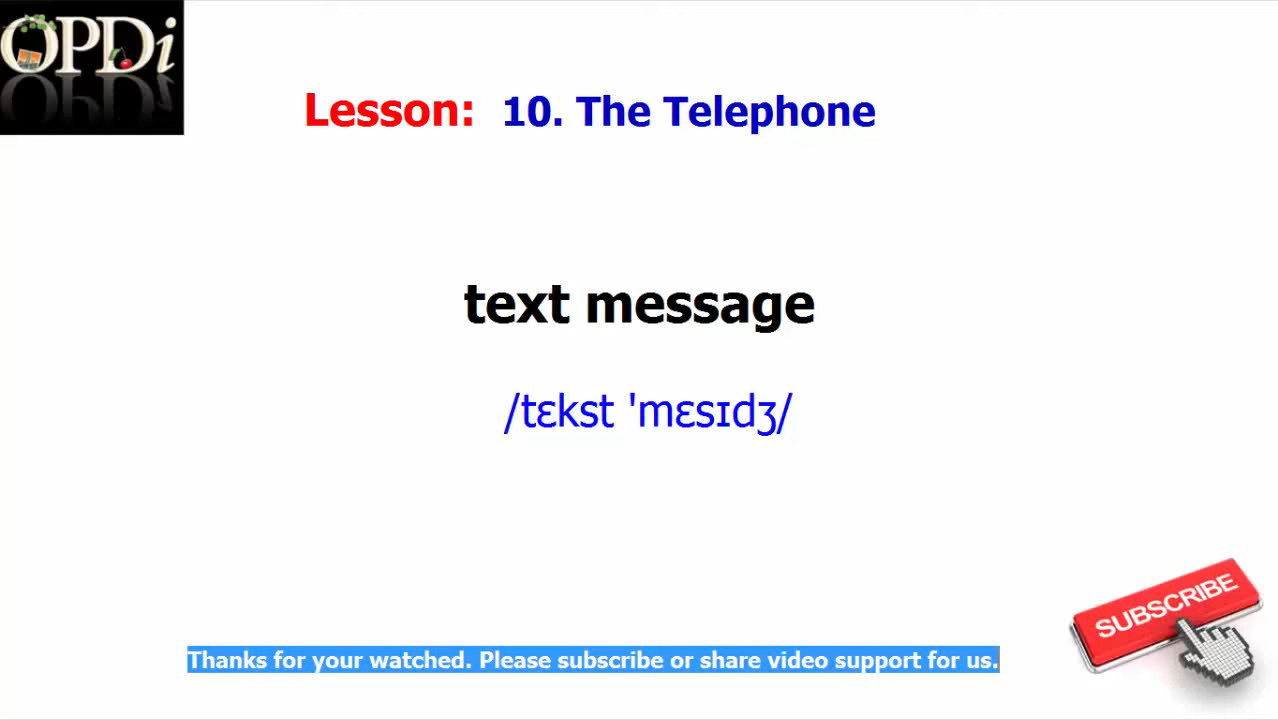 OPDi
Lesson: 10. The Telephone
text message
/tɛkst 'mɛsɪdʒ/
SUBSCRIBE
Thanks for your watched. Please subscribe or share video support for us.